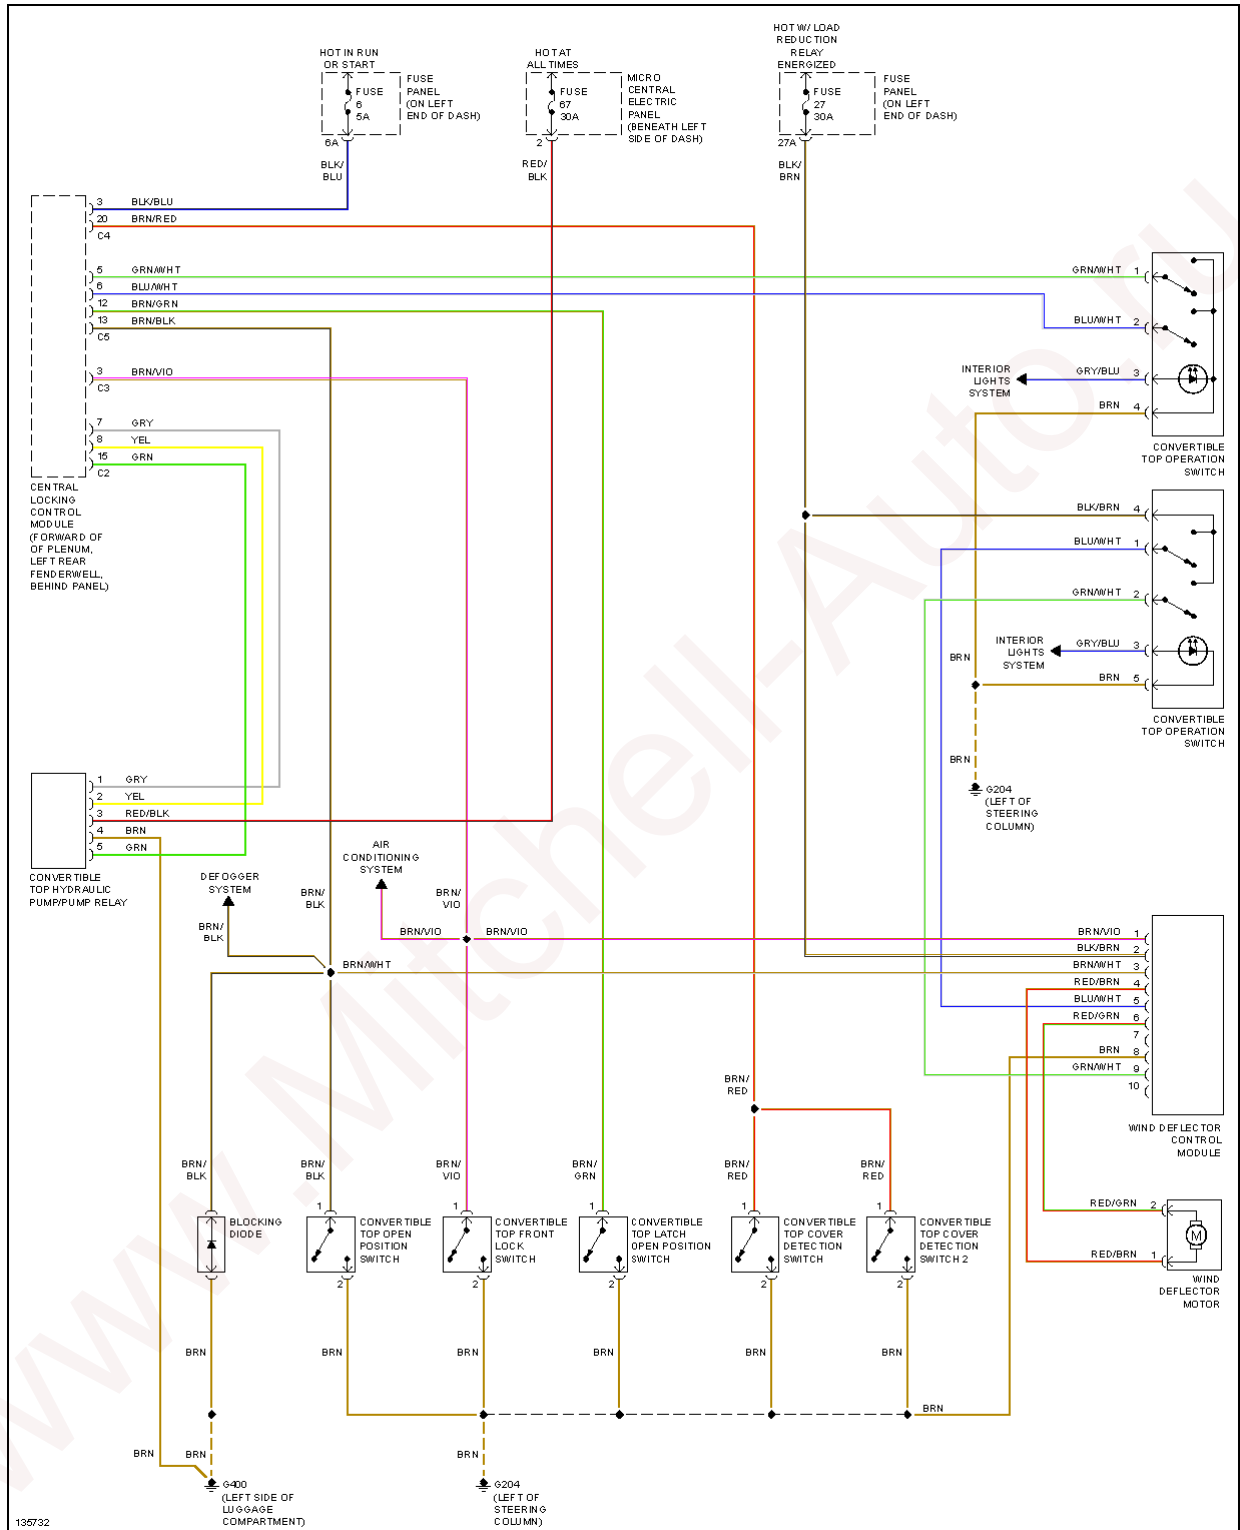 HOT IN RUN
OR START
FUSE
6
5A
FUSE
PANEL
(ON LEFT
END OF DASH)
6A
BLK/
BLU
HOT AT
ALL TIMES
FUSE
67
30A
MICRO
CENTRAL
ELECTRIC
PANEL
(BENEATH LEFT
SIDE OF DASH)
2
RED/
BLK
HOT W/ LOAD
REDUCTION
RELAY
ENERGIZED
FUSE
27
30A
FUSE
PANEL
(ON LEFT
END OF DASH)
27A
BLK/
BRN
3 BLK/BLU
20 BRN/RED
C4
5 GRN/WHT
6 BLU/WHT
12 BRN/GRN
13 BRN/BLK
C5
3 BRN/VIO
C3
7 GRY
8 YEL
15 GRN
C2
CENTRAL
LOCKING
CONTROL
MODULE
(FORWARD OF
OF PLENUM,
LEFT REAR
FENDERWELL,
BEHIND PANEL)
GRN/WHT 1
BLU/WHT 2
INTERIOR
LIGHTS
SYSTEM
GRY/BLU 3
BRN 4
CONVERTIBLE
TOP OPERATION
SWITCH
BLK/BRN 4
BLU/WHT 1
GRN/WHT 2
INTERIOR
LIGHTS
SYSTEM
GRY/BLU 3
BRN
BRN 5
CONVERTIBLE
TOP OPERATION
SWITCH
BRN
G204
(LEFT OF
STEERING
COLUMN)
1 GRY
2 YEL
3 RED/BLK
4 BRN
5 GRN
CONVERTIBLE
TOP HYDRAULIC
PUMP/PUMP RELAY
DEFOGGER
SYSTEM
BRN/
BLK
BRN/
BLK
AIR
CONDITIONING
SYSTEM
BRN/
VIO
BRN/VIO
BRN/VIO
BRN/WHT
BRN/VIO 1
BLK/BRN 2
BRN/WHT 3
RED/BRN 4
BLU/WHT 5
RED/GRN 6
7
BRN 8
GRN/WHT 9
10
WIND DEFLECTOR
CONTROL
MODULE
BRN/
RED
BRN/
BLK
BRN/
BLK
BRN/
VIO
BRN/
GRN
BRN/
RED
BRN/
RED
1
1
1
1
1
BLOCKING
DIODE
CONVERTIBLE
TOP OPEN
POSITION
SWITCH
CONVERTIBLE
TOP FRONT
LOCK
SWITCH
CONVERTIBLE
TOP LATCH
OPEN POSITION
SWITCH
CONVERTIBLE
TOP COVER
DETECTION
SWITCH
CONVERTIBLE
TOP COVER
DETECTION
SWITCH 2
2
2
2
2
2
RED/GRN 2
M
RED/BRN 1
WIND
DEFLECTOR
MOTOR
BRN
BRN
BRN
BRN
BRN
BRN
BRN
BRN
BRN
BRN
G400
(LEFT SIDE OF
LUGGAGE
COMPARTMENT)
G204
(LEFT OF
STEERING
COLUMN)
135732
www.Mitchell-Auto.ru